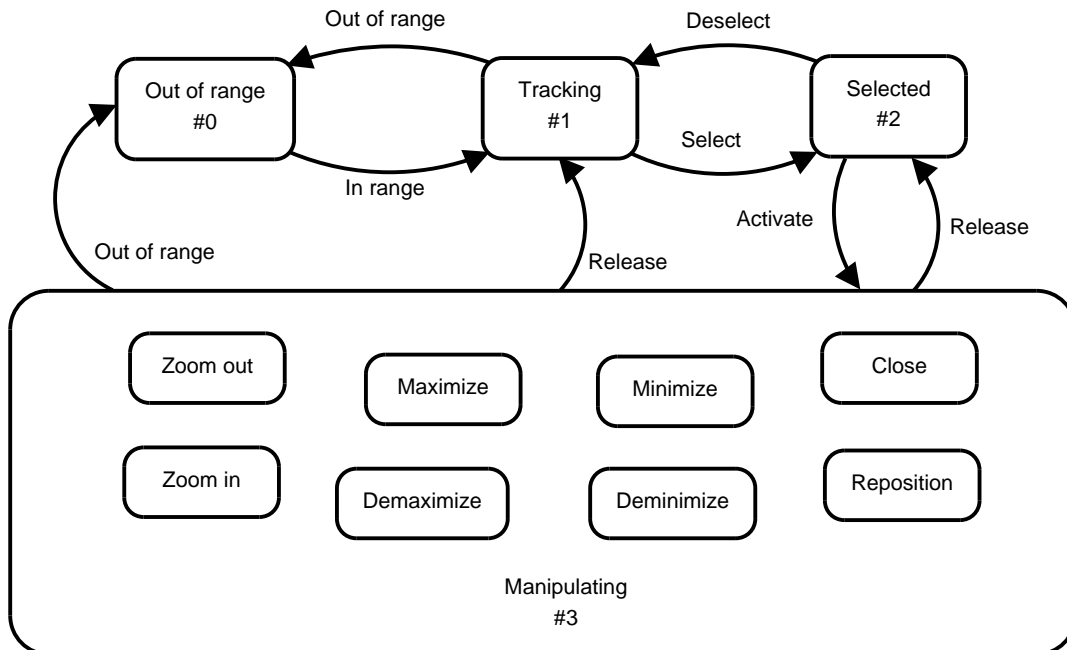 Out of range
Deselect
Out of range
#0
Tracking
#1
Selected
#2
Select
In range
Activate
Release
Out of range
Release
Zoom out
Maximize
Minimize
Close
Zoom in
Demaximize
Deminimize
Reposition
Manipulating
#3